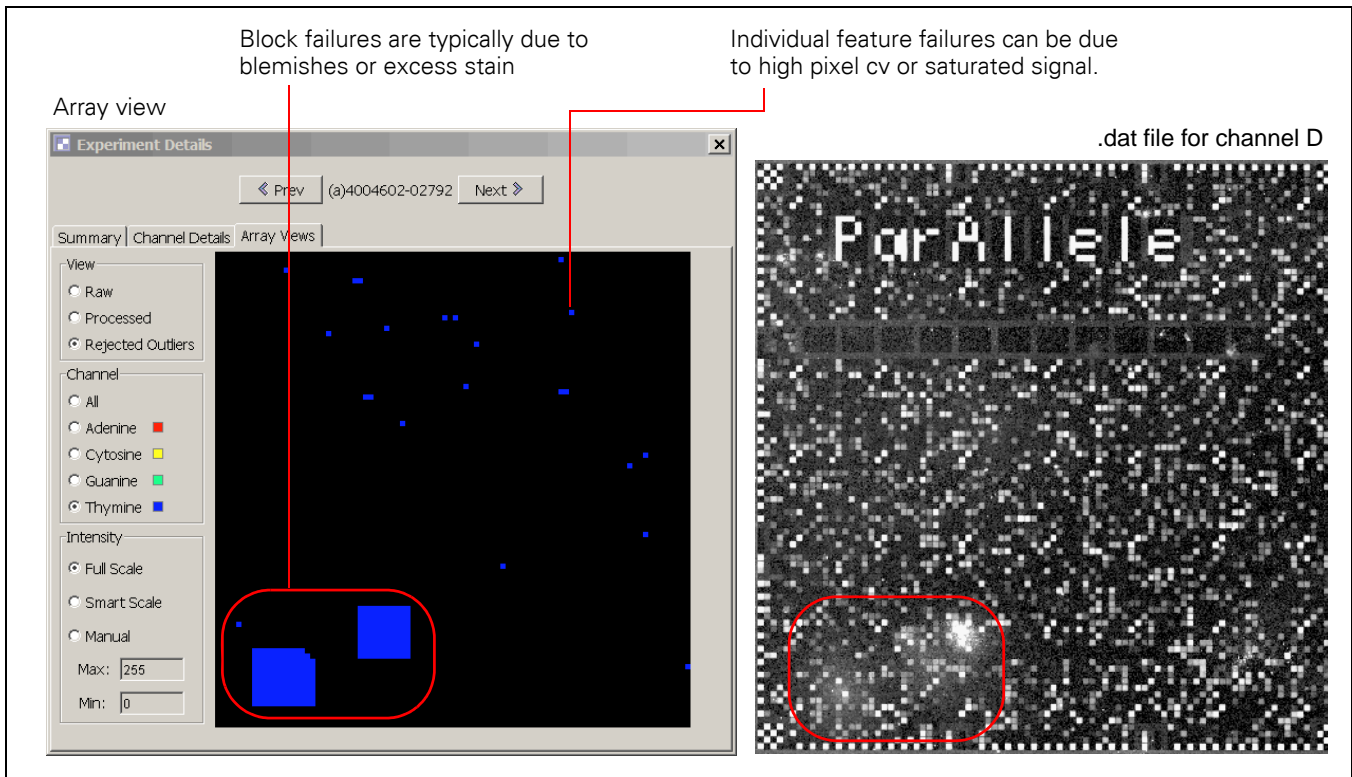 Block failures are typically due to
blemishes or excess stain
Individual feature failures can be due
to high pixel cv or saturated signal.
Array view
.dat file for channel D
Experiment Details
Prev (a)4004602-02792 Next
Summary Channel Details Array Views
View
Raw
Processed
Rejected Outliers
Channel
All
Adenine
Cytosine
Guanine
Thymine
Intensity
Full Scale
Smart Scale
Manual
Max: 255
Min: 0
ParAllele